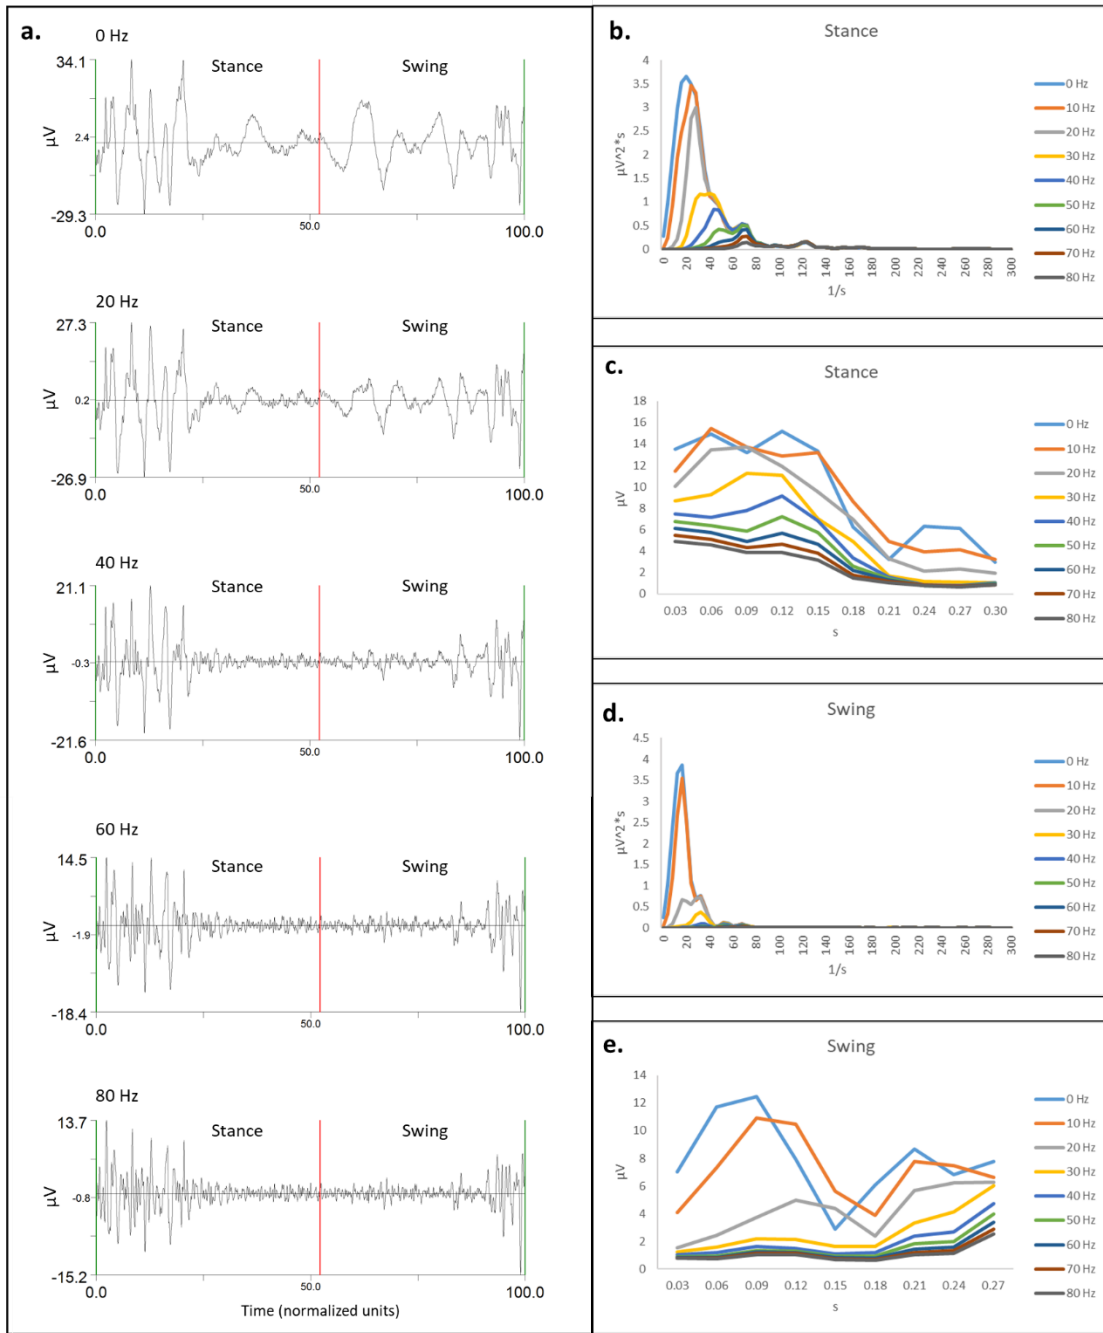 a.
0 Hz
34.1
Stance
Swing
µV
2.4
-29.3
0.0
50.0
100.0
20 Hz
27.3
Stance
Swing
µV
0.2
-26.9
0.0
50.0
100.0
40 Hz
21.1
Stance
Swing
µV
-0.3
-21.6
0.0
50.0
100.0
60 Hz
14.5
Stance
Swing
µV
-1.9
-18.4
0.0
50.0
100.0
80 Hz
13.7
Stance
Swing
µV
-0.8
-15.2
0.0
50.0
100.0
Time (normalized units)
b.
Stance
4
3.5
3
2.5
2
1.5
1
0.5
0
µV^2*s
0 20 40 60 80 100 120 140 160 180 200 220 240 260 280 300
1/s
0 Hz
10 Hz
20 Hz
30 Hz
40 Hz
50 Hz
60 Hz
70 Hz
80 Hz
c.
Stance
18
16
14
12
10
8
6
4
2
0
µV
0.03 0.06 0.09 0.12 0.15 0.18 0.21 0.24 0.27 0.30
s
0 Hz
10 Hz
20 Hz
30 Hz
40 Hz
50 Hz
60 Hz
70 Hz
80 Hz
d.
Swing
4.5
4
3.5
3
2.5
2
1.5
1
0.5
0
µV^2*s
0 20 40 60 80 100 120 140 160 180 200 220 240 260 280 300
1/s
0 Hz
10 Hz
20 Hz
30 Hz
40 Hz
50 Hz
60 Hz
70 Hz
80 Hz
e.
Swing
14
12
10
8
6
4
2
0
µV
0.03 0.06 0.09 0.12 0.15 0.18 0.21 0.24 0.27
s
0 Hz
10 Hz
20 Hz
30 Hz
40 Hz
50 Hz
60 Hz
70 Hz
80 Hz